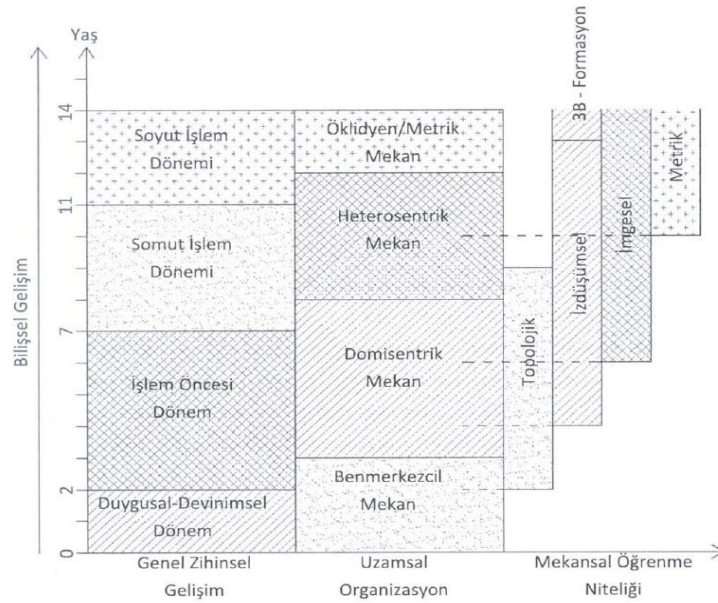 Yaş
14
11
7
2
0
Bilişsel Gelişim
Soyut İşlem
Dönemi
Somut İşlem
Dönemi
İşlem Öncesi
Dönem
Duygusal-Devinimsel
Dönem
Öklidyen/Metrik
Mekan
Heterosentrik
Mekan
Domisentrik
Mekan
Benmerkezcil
Mekan
Topolojik
İzdüşümsel
3B - Formasyon
İmgesel
Metrik
Genel Zihinsel
Gelişim
Uzamsal
Organizasyon
Mekansal Öğrenme
Niteliği